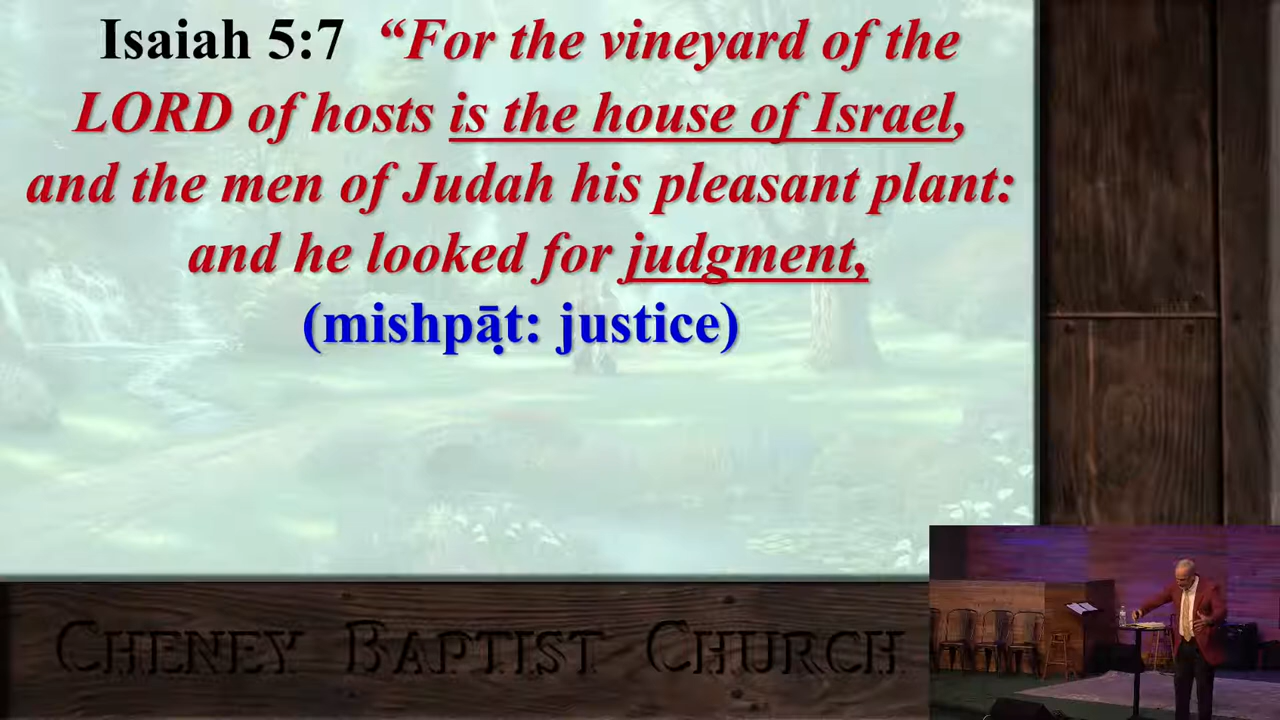 Isaiah 5:7 “For the vineyard of the
LORD of hosts is the house of Israel,
and the men of Judah his pleasant plant:
and he looked for judgment,
(mishpāṭ: justice)
CHENEY BAPTIST CHURCH